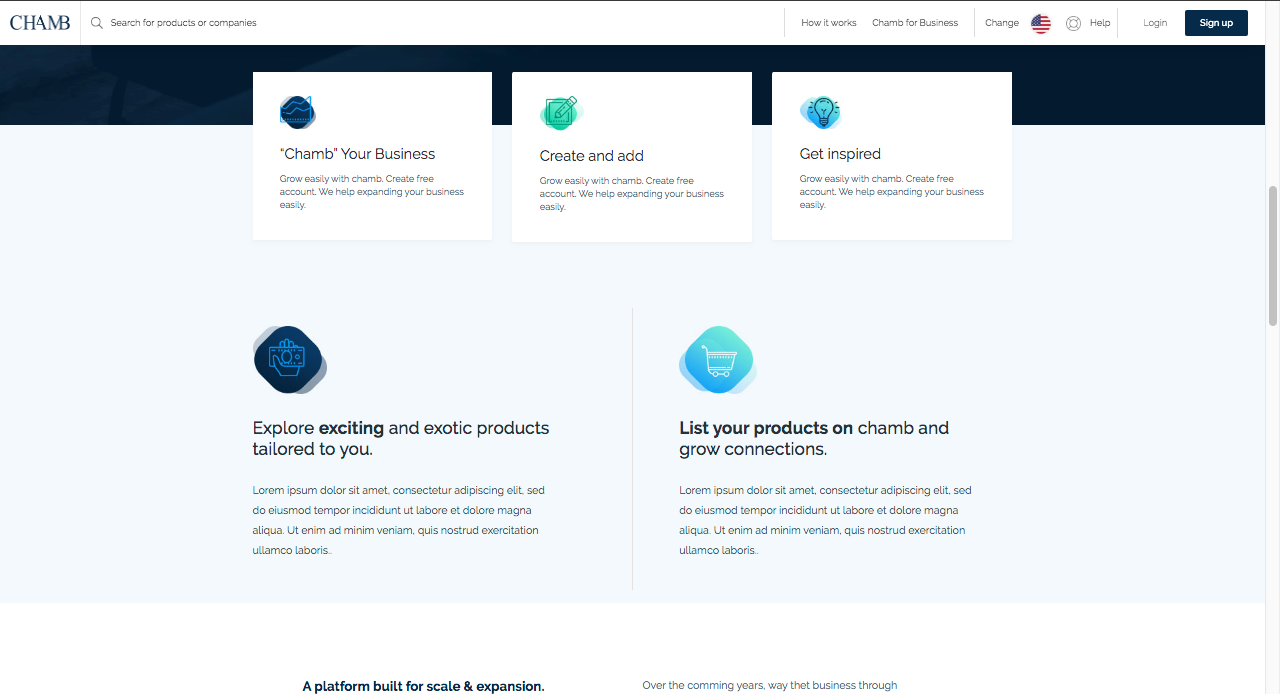 CHAMB
Search for products or companies
How it works
Chamb for Business
Change
Help
Login
Sign up
“Chamb” Your Business
Grow easily with chamb. Create free
account. We help expanding your business
easily.
Create and add
Grow easily with chamb. Create free
account. We help expanding your business
easily.
Get inspired
Grow easily with chamb. Create free
account. We help expanding your business
easily.
Explore exciting and exotic products
tailored to you.
Lorem ipsum dolor sit amet, consectetur adipiscing elit, sed
do eiusmod tempor incididunt ut labore et dolore magna
aliqua. Ut enim ad minim veniam, quis nostrud exercitation
ullamco laboris..
List your products on chamb and
grow connections.
Lorem ipsum dolor sit amet, consectetur adipiscing elit, sed
do eiusmod tempor incididunt ut labore et dolore magna
aliqua. Ut enim ad minim veniam, quis nostrud exercitation
ullamco laboris..
A platform built for scale & expansion.
Over the comming years, way thet business through